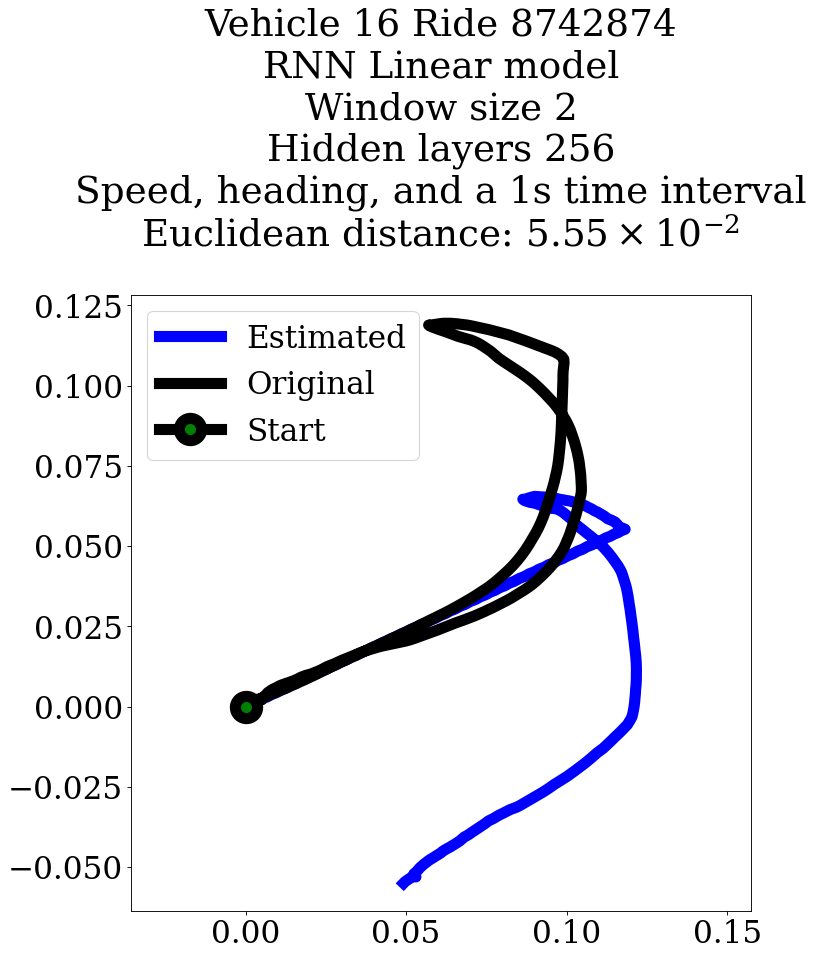 Vehicle 16 Ride 8742874
RNN Linear model
Window size 2
Hidden layers 256
Speed, heading, and a 1s time interval
Euclidean distance: 5.55 × 10⁻²
0.125
0.100
0.075
0.050
0.025
0.000
−0.025
−0.050
Estimated
Original
Start
0.00 0.05 0.10 0.15